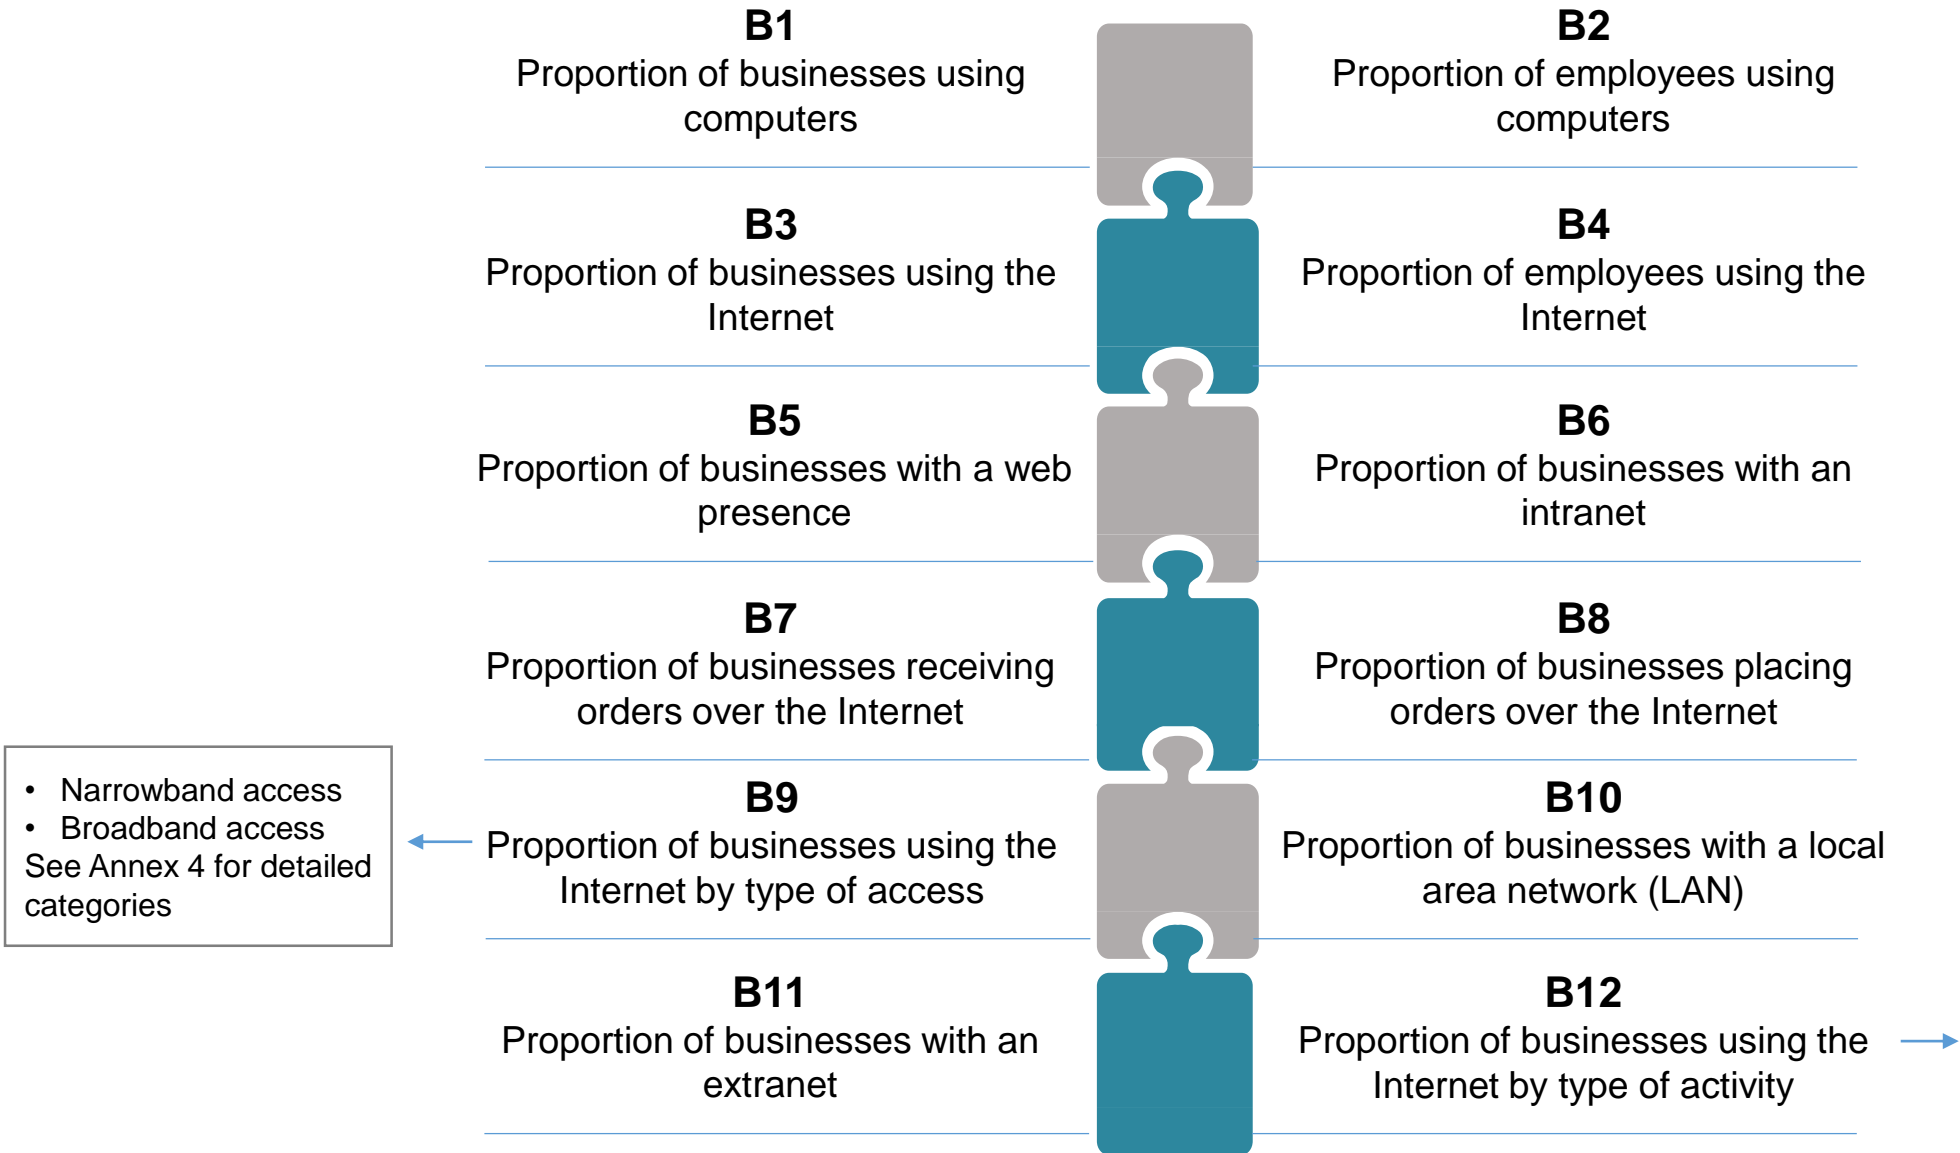 B1
Proportion of businesses using
computers
B2
Proportion of employees using
computers
B3
Proportion of businesses using the
Internet
B4
Proportion of employees using the
Internet
B5
Proportion of businesses with a web
presence
B6
Proportion of businesses with an
intranet
B7
Proportion of businesses receiving
orders over the Internet
B8
Proportion of businesses placing
orders over the Internet
• Narrowband access
• Broadband access
See Annex 4 for detailed
categories
B9
Proportion of businesses using the
Internet by type of access
B10
Proportion of businesses with a local
area network (LAN)
B11
Proportion of businesses with an
extranet
B12
Proportion of businesses using the
Internet by type of activity